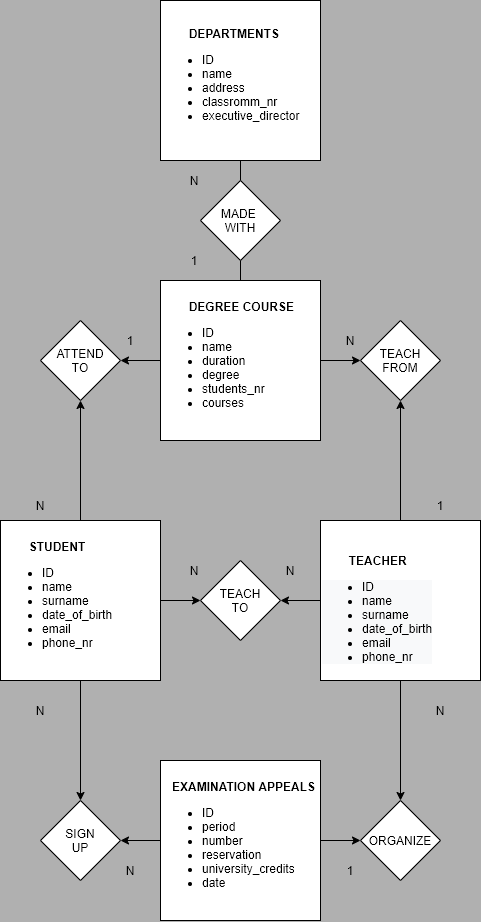 DEPARTMENTS
• ID
• name
• address
• classromm_nr
• executive_director
N
MADE
WITH
1
DEGREE COURSE
• ID
• name
• duration
• degree
• students_nr
• courses
1
N
ATTEND
TO
TEACH
FROM
N
1
STUDENT
• ID
• name
• surname
• date_of_birth
• email
• phone_nr
N
TEACH
TO
N
TEACHER
• ID
• name
• surname
• date_of_birth
• email
• phone_nr
N
N
EXAMINATION APPEALS
• ID
• period
• number
• reservation
• university_credits
• date
SIGN
UP
N
1
ORGANIZE